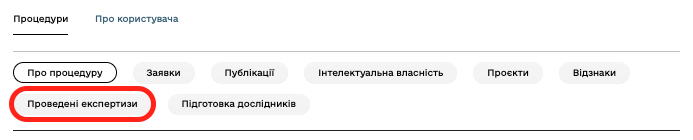 Процедури Про користувача
Про процедуру Заявки Публікації Інтелектуальна власність Проєкти Відзнаки
Проведені експертизи Підготовка дослідників